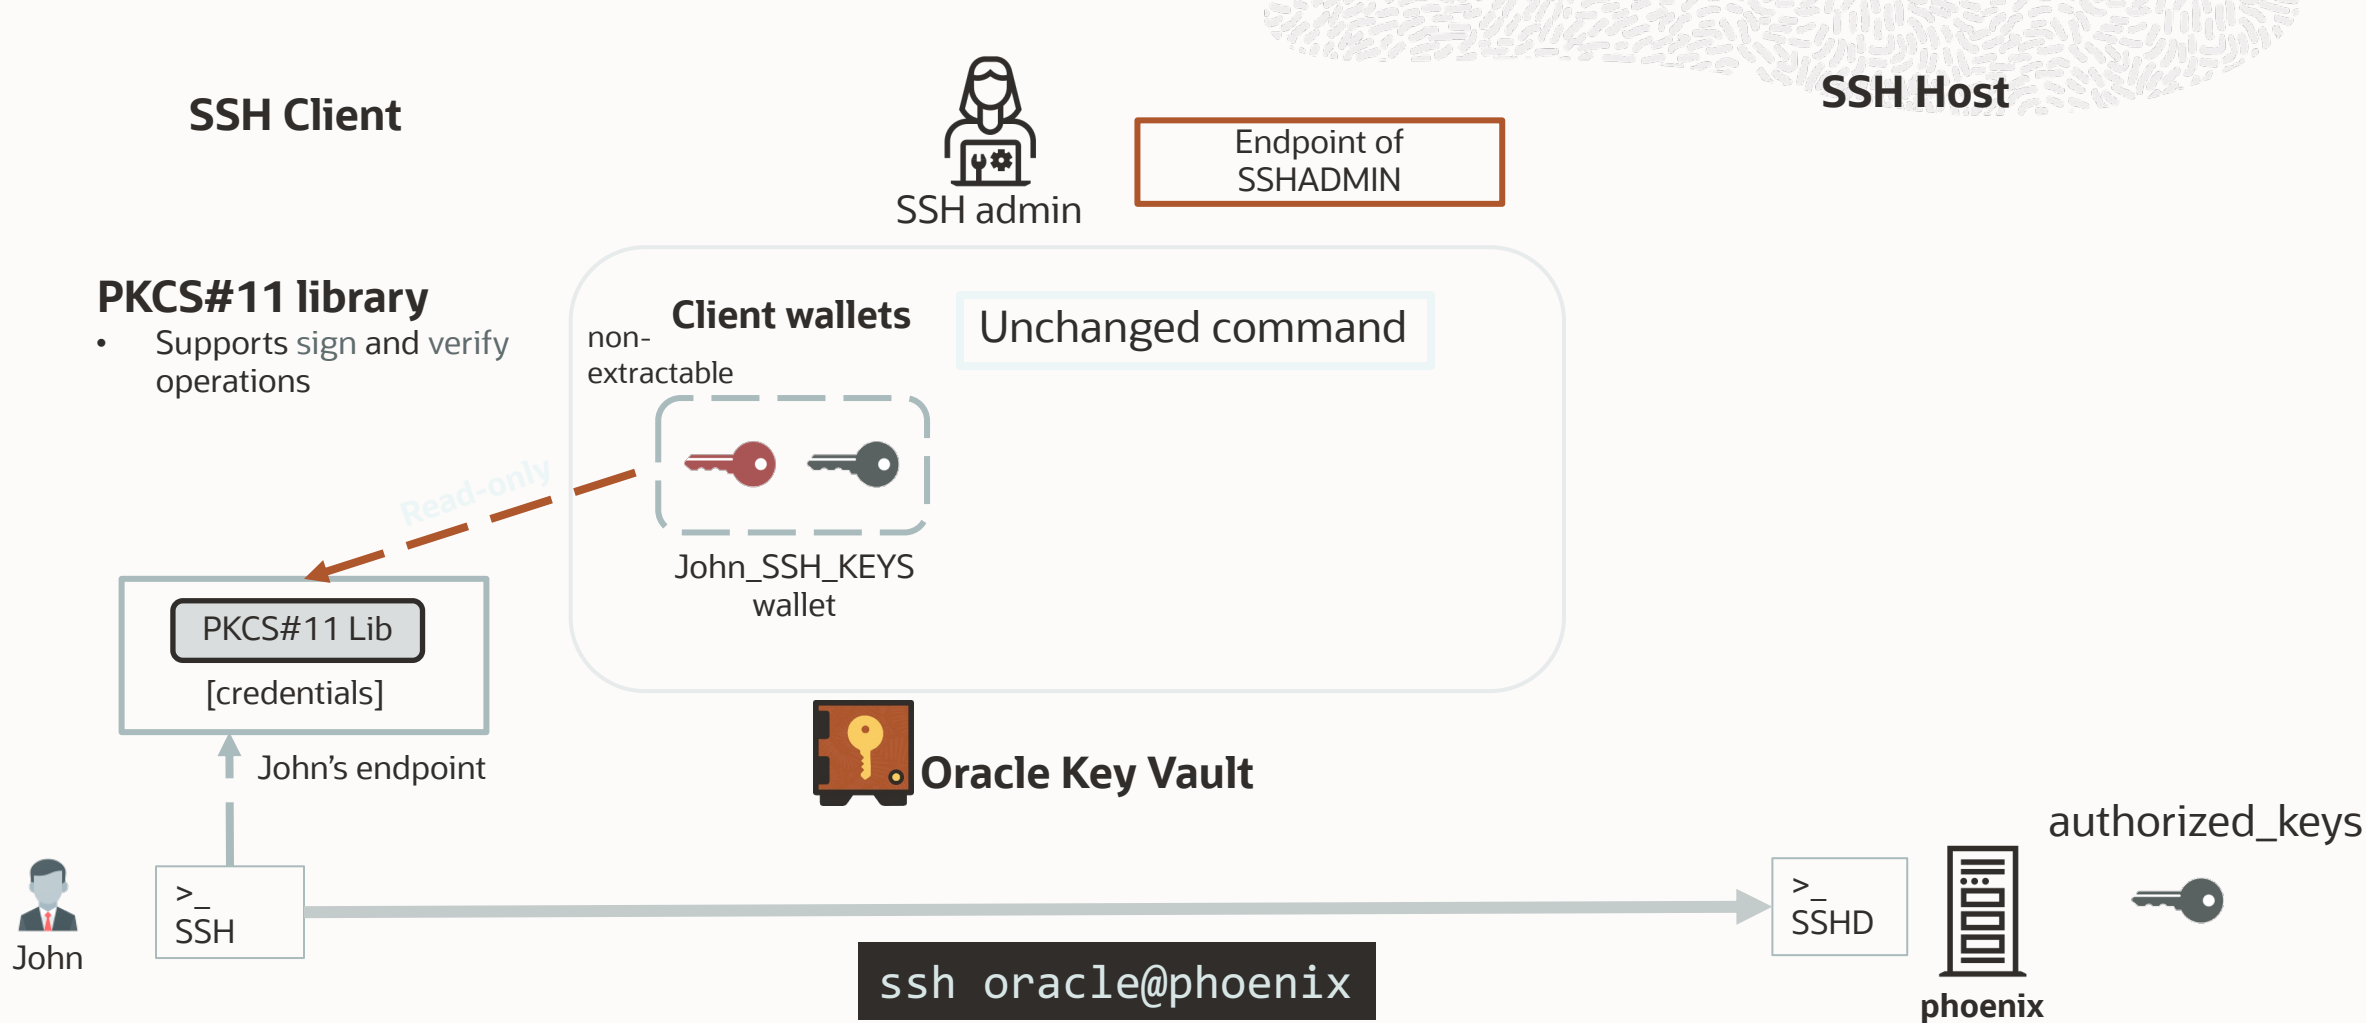 SSH Client
SSH Host
Endpoint of
SSHADMIN
SSH admin
PKCS#11 library
• Supports sign and verify
operations
Client wallets
non-
extractable
Unchanged command
Read-only
John_SSH_KEYS
wallet
PKCS#11 Lib
[credentials]
John’s endpoint
Oracle Key Vault
authorized_keys
>_
SSH
John
>_
SSHD
ssh oracle@phoenix
phoenix